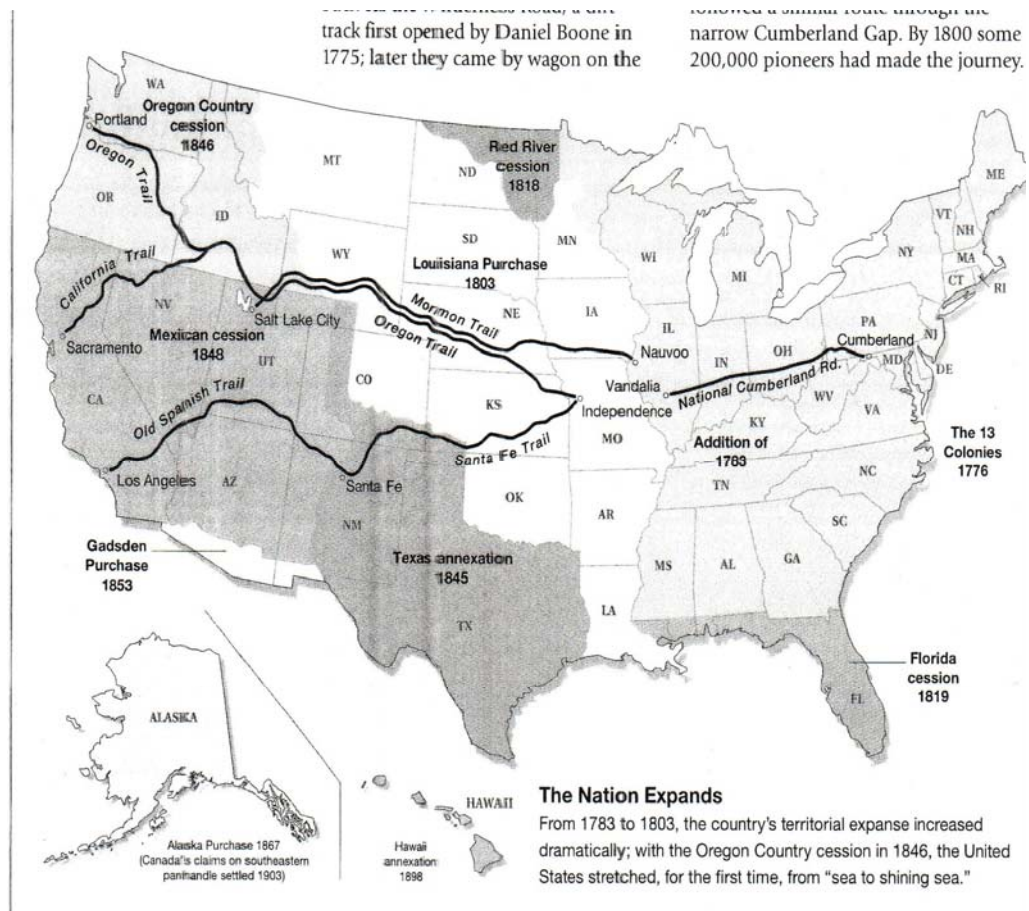 track first opened by Daniel Boone in
1775; later they came by wagon on the
narrow Cumberland Gap. By 1800 some
200,000 pioneers had made the journey.
WA
Portland
Oregon Country
cession
1846
Oregon Trail
OR
ID
MT
ND
Red River
cession
1818
MN
SD
WY
Louisiana Purchase
1803
WI
MI
NY
VT
NH
ME
MA
CT
RI
California Trail
NV
Sacramento
Salt Lake City
Mexican cession
1848
UT
CA
Mormon Trail
Oregon Trail
NE
IA
IL
IN
OH
PA
NJ
Cumberland
MD
DE
Nauvoo
Vandalia
National Cumberland Rd.
Independence
CO
KS
MO
KY
WV
VA
Addition of
1783
The 13
Colonies
1776
Old Spanish Trail
Santa Fe Trail
Los Angeles
AZ
Santa Fe
NM
OK
AR
TN
NC
SC
MS
AL
GA
LA
Gadsden
Purchase
1853
Texas annexation
1845
TX
Florida
cession
1819
FL
ALASKA
Alaska Purchase 1867
(Canada's claims on southeastern
panhandle settled 1903)
HAWAII
Hawaii
annexation
1898
The Nation Expands
From 1783 to 1803, the country's territorial expanse increased
dramatically; with the Oregon Country cession in 1846, the United
States stretched, for the first time, from “sea to shining sea.”